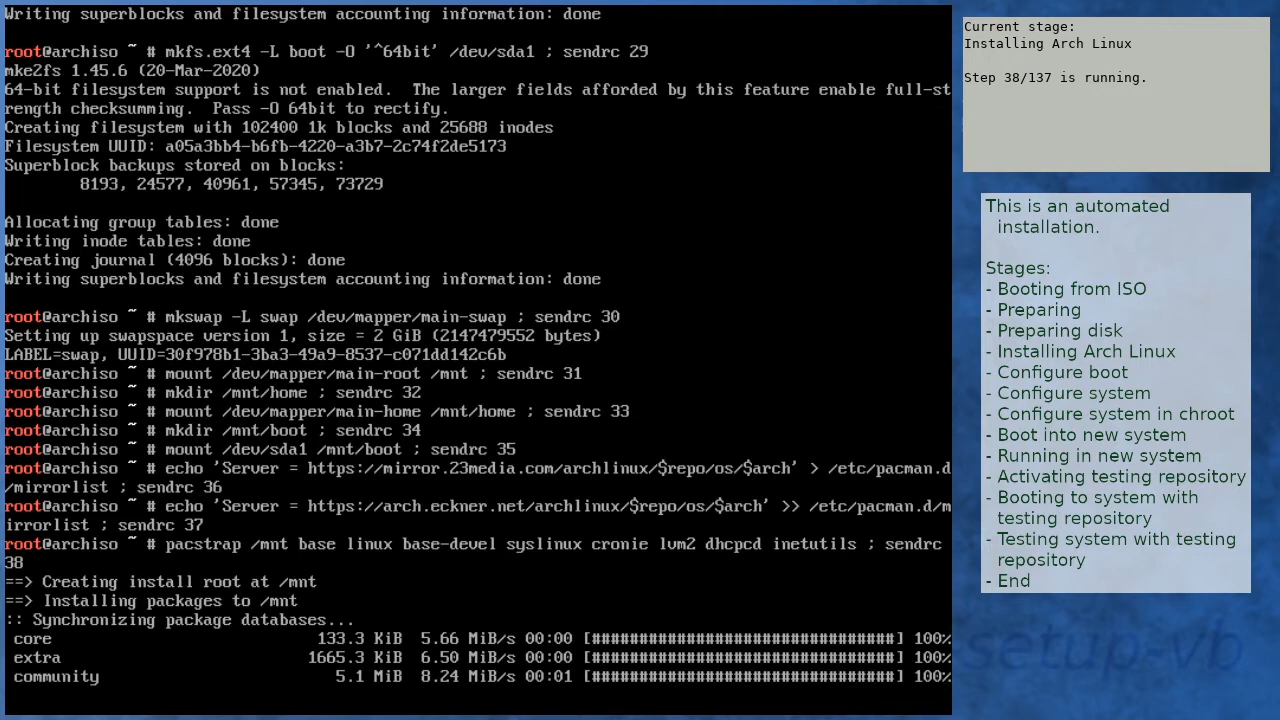 Writing superblocks and filesystem accounting information: done
root@archiso ~ # mkfs.ext4 -L boot -O '^64bit' /dev/sda1 ; sendrc 29
mke2fs 1.45.6 (20-Mar-2020)
64-bit filesystem support is not enabled.  The larger fields afforded by this feature enable full-st
rength checksumming.  Pass -O 64bit to rectify.
Creating filesystem with 102400 1k blocks and 25688 inodes
Filesystem UUID: a05a3bb4-b6fb-4220-a3b7-2c74f2de5173
Superblock backups stored on blocks:
        8193, 24577, 40961, 57345, 73729
Allocating group tables: done
Writing inode tables: done
Creating journal (4096 blocks): done
Writing superblocks and filesystem accounting information: done
root@archiso ~ # mkswap -L swap /dev/mapper/main-swap ; sendrc 30
Setting up swapspace version 1, size = 2 GiB (2147479552 bytes)
LABEL=swap, UUID=30f978b1-3ba3-49a9-8537-c071dd142c6b
root@archiso ~ # mount /dev/mapper/main-root /mnt ; sendrc 31
root@archiso ~ # mkdir /mnt/home ; sendrc 32
root@archiso ~ # mount /dev/mapper/main-home /mnt/home ; sendrc 33
root@archiso ~ # mkdir /mnt/boot ; sendrc 34
root@archiso ~ # mount /dev/sda1 /mnt/boot ; sendrc 35
root@archiso ~ # echo 'Server = https://mirror.23media.com/archlinux/$repo/os/$arch' > /etc/pacman.d
/mirrorlist ; sendrc 36
root@archiso ~ # echo 'Server = https://arch.eckner.net/archlinux/$repo/os/$arch' >> /etc/pacman.d/m
irrorlist ; sendrc 37
root@archiso ~ # pacstrap /mnt base linux base-devel syslinux cronie lvm2 dhcpcd inetutils ; sendrc
38
==> Creating install root at /mnt
==> Installing packages to /mnt
:: Synchronizing package databases...
 core                            133.3 KiB  5.66 MiB/s 00:00 [################################] 100%
 extra                          1665.3 KiB  6.50 MiB/s 00:00 [################################] 100%
 community                         5.1 MiB  8.24 MiB/s 00:01 [################################] 100%
Current stage:
Installing Arch Linux
Step 38/137 is running.
This is an automated
installation.
Stages:
- Booting from ISO
- Preparing
- Preparing disk
- Installing Arch Linux
- Configure boot
- Configure system
- Configure system in chroot
- Boot into new system
- Running in new system
- Activating testing repository
- Booting to system with
testing repository
- Testing system with testing
repository
- End
setup-vb